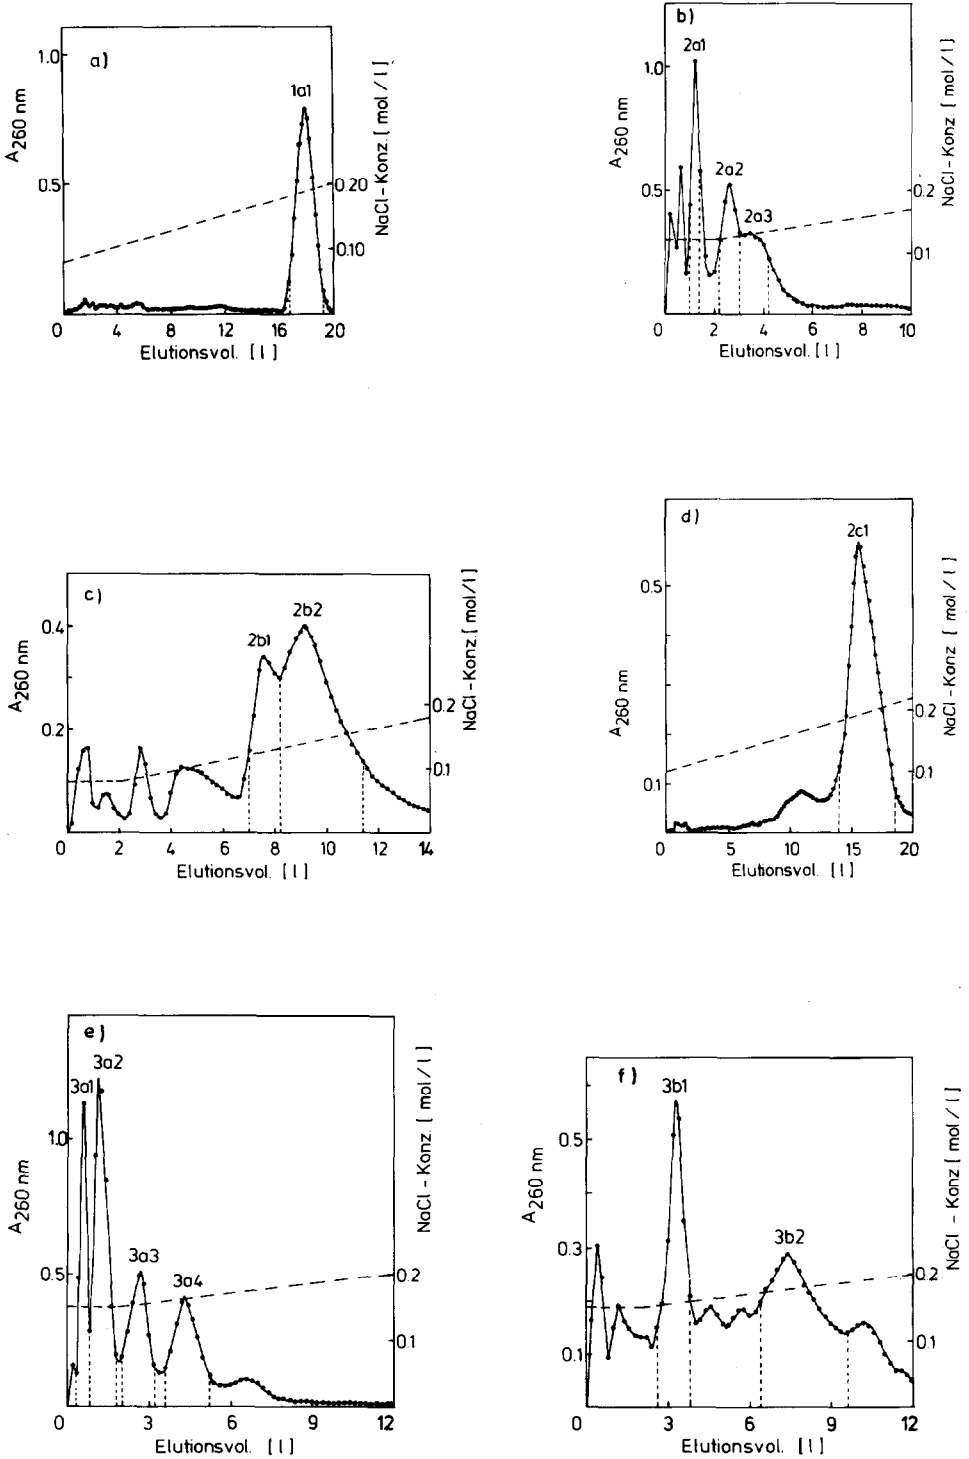 a)
1a1
1.0
0.5
A260 nm
0.20
0.10
NaCl-Konz.[mol/l]
0 4 8 12 16 20
Elutionsvol. [l]
b)
2a1
2a2
2a3
1.0
0.5
A260 nm
0.2
01
NaCl-Konz.[mol/l]
0 2 4 6 8 10
Elutionsvol. [l]
c)
2b1
2b2
0.4
0.2
A260 nm
0.2
0.1
NaCl-Konz.[mol/l]
0 2 4 6 8 10 12 14
Elutionsvol. [l]
d)
2c1
0.5
0.1
A260 nm
0.2
0.1
NaCl-Konz. [mol/l]
0 5 10 15 20
Elutionsvol. [l]
e)
3a1
3a2
3a3
3a4
1.0
0.5
A260 nm
0.2
0.1
NaCl-Konz.[mol/l]
0 3 6 9 12
Elutionsvol. [l]
f)
3b1
3b2
0.5
0.3
0.1
A260 nm
0.2
0.1
NaCl-Konz[mol/l]
0 3 6 9 12
Elutionsvol. [l]